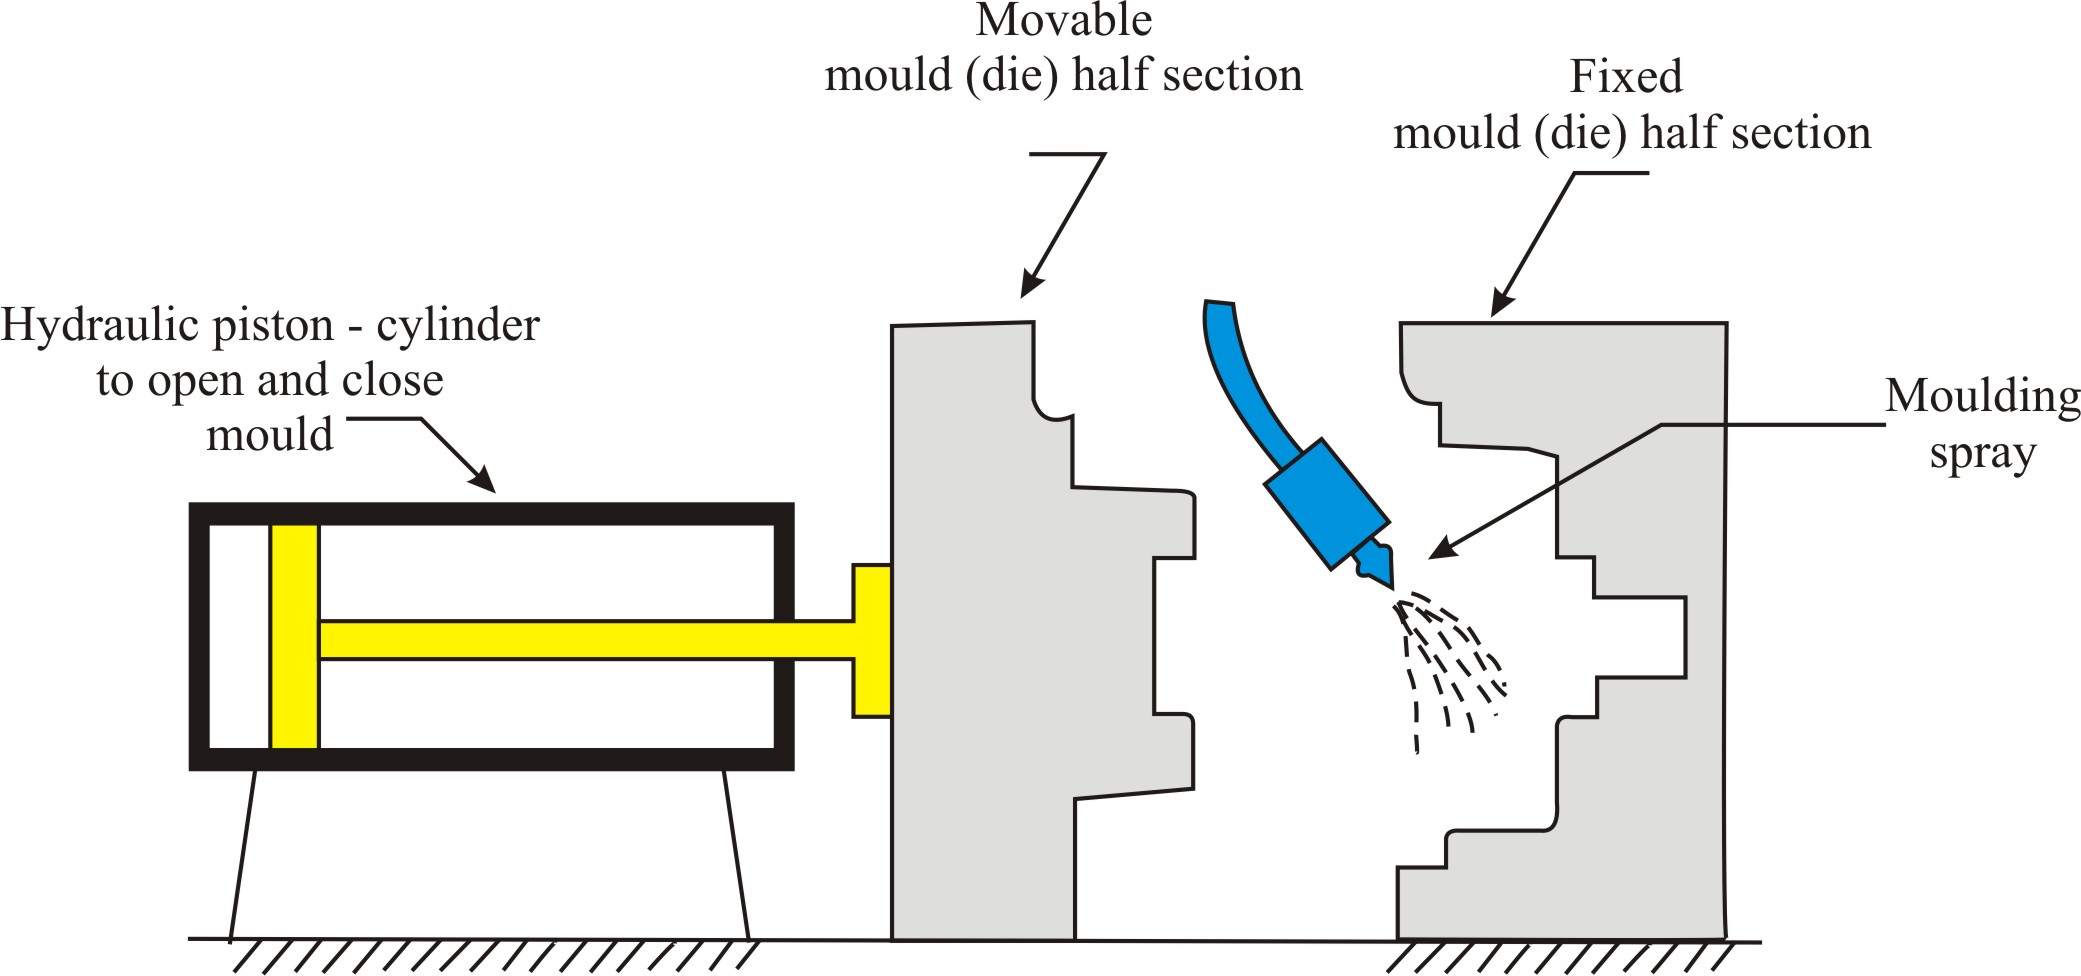 Movable
mould (die) half section
Fixed
mould (die) half section
Hydraulic piston - cylinder
to open and close
mould
Moulding
spray